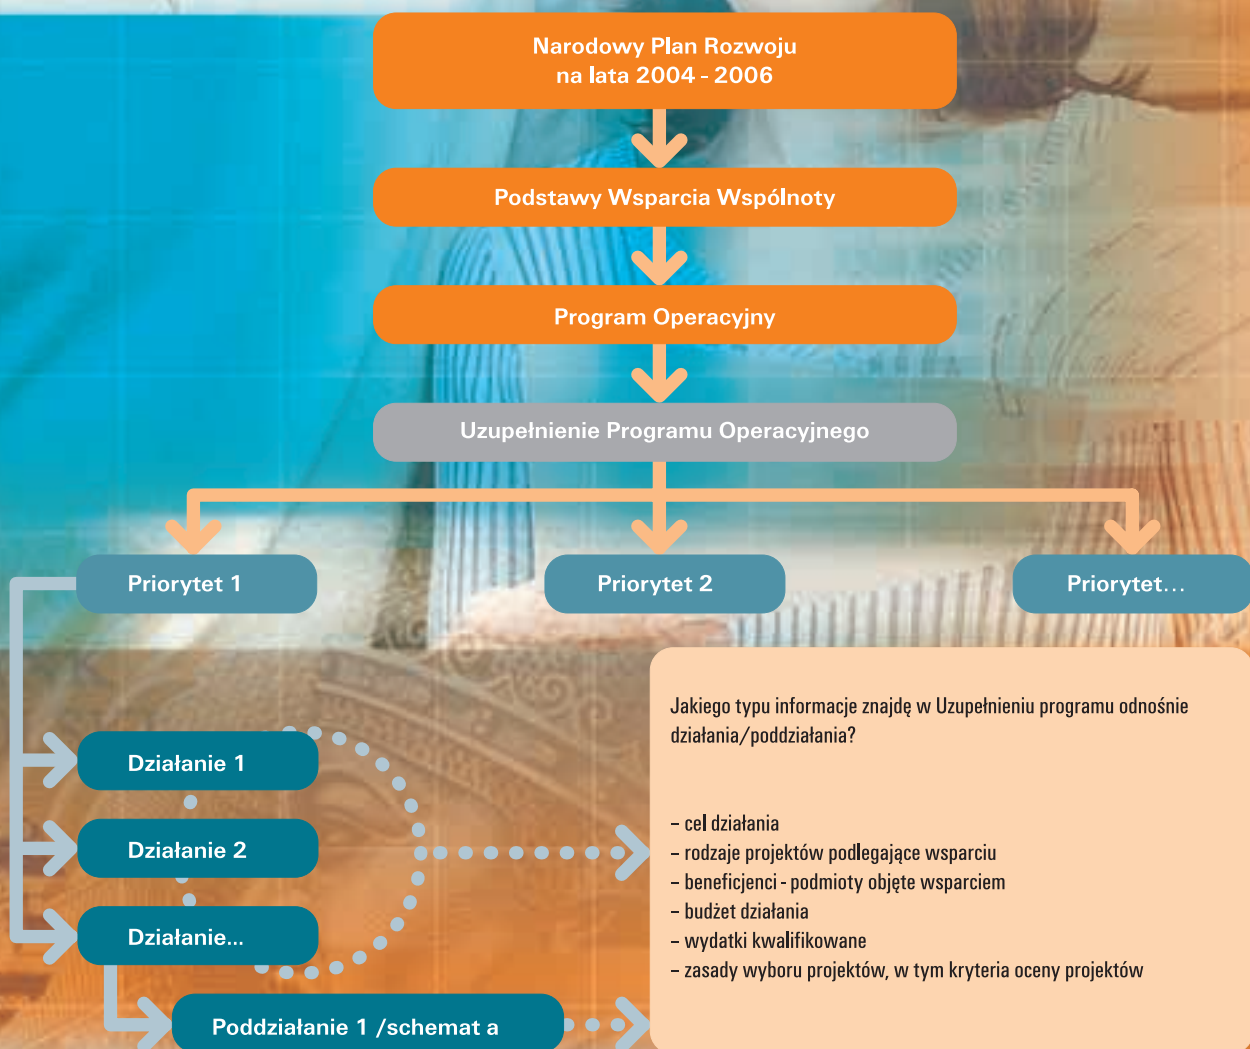 Narodowy Plan Rozwoju
na lata 2004 - 2006
Podstawy Wsparcia Wspólnoty
Program Operacyjny
Uzupełnienie Programu Operacyjnego
Priorytet 1
Priorytet 2
Priorytet...
Działanie 1
Działanie 2
Działanie...
Poddziałanie 1 /schemat a
Jakiego typu informacje znajdę w Uzupełnieniu programu odnośnie
działania/poddziałania?
– cel działania
– rodzaje projektów podlegające wsparciu
– beneficjenci - podmioty objęte wsparciem
– budżet działania
– wydatki kwalifikowane
– zasady wyboru projektów, w tym kryteria oceny projektów